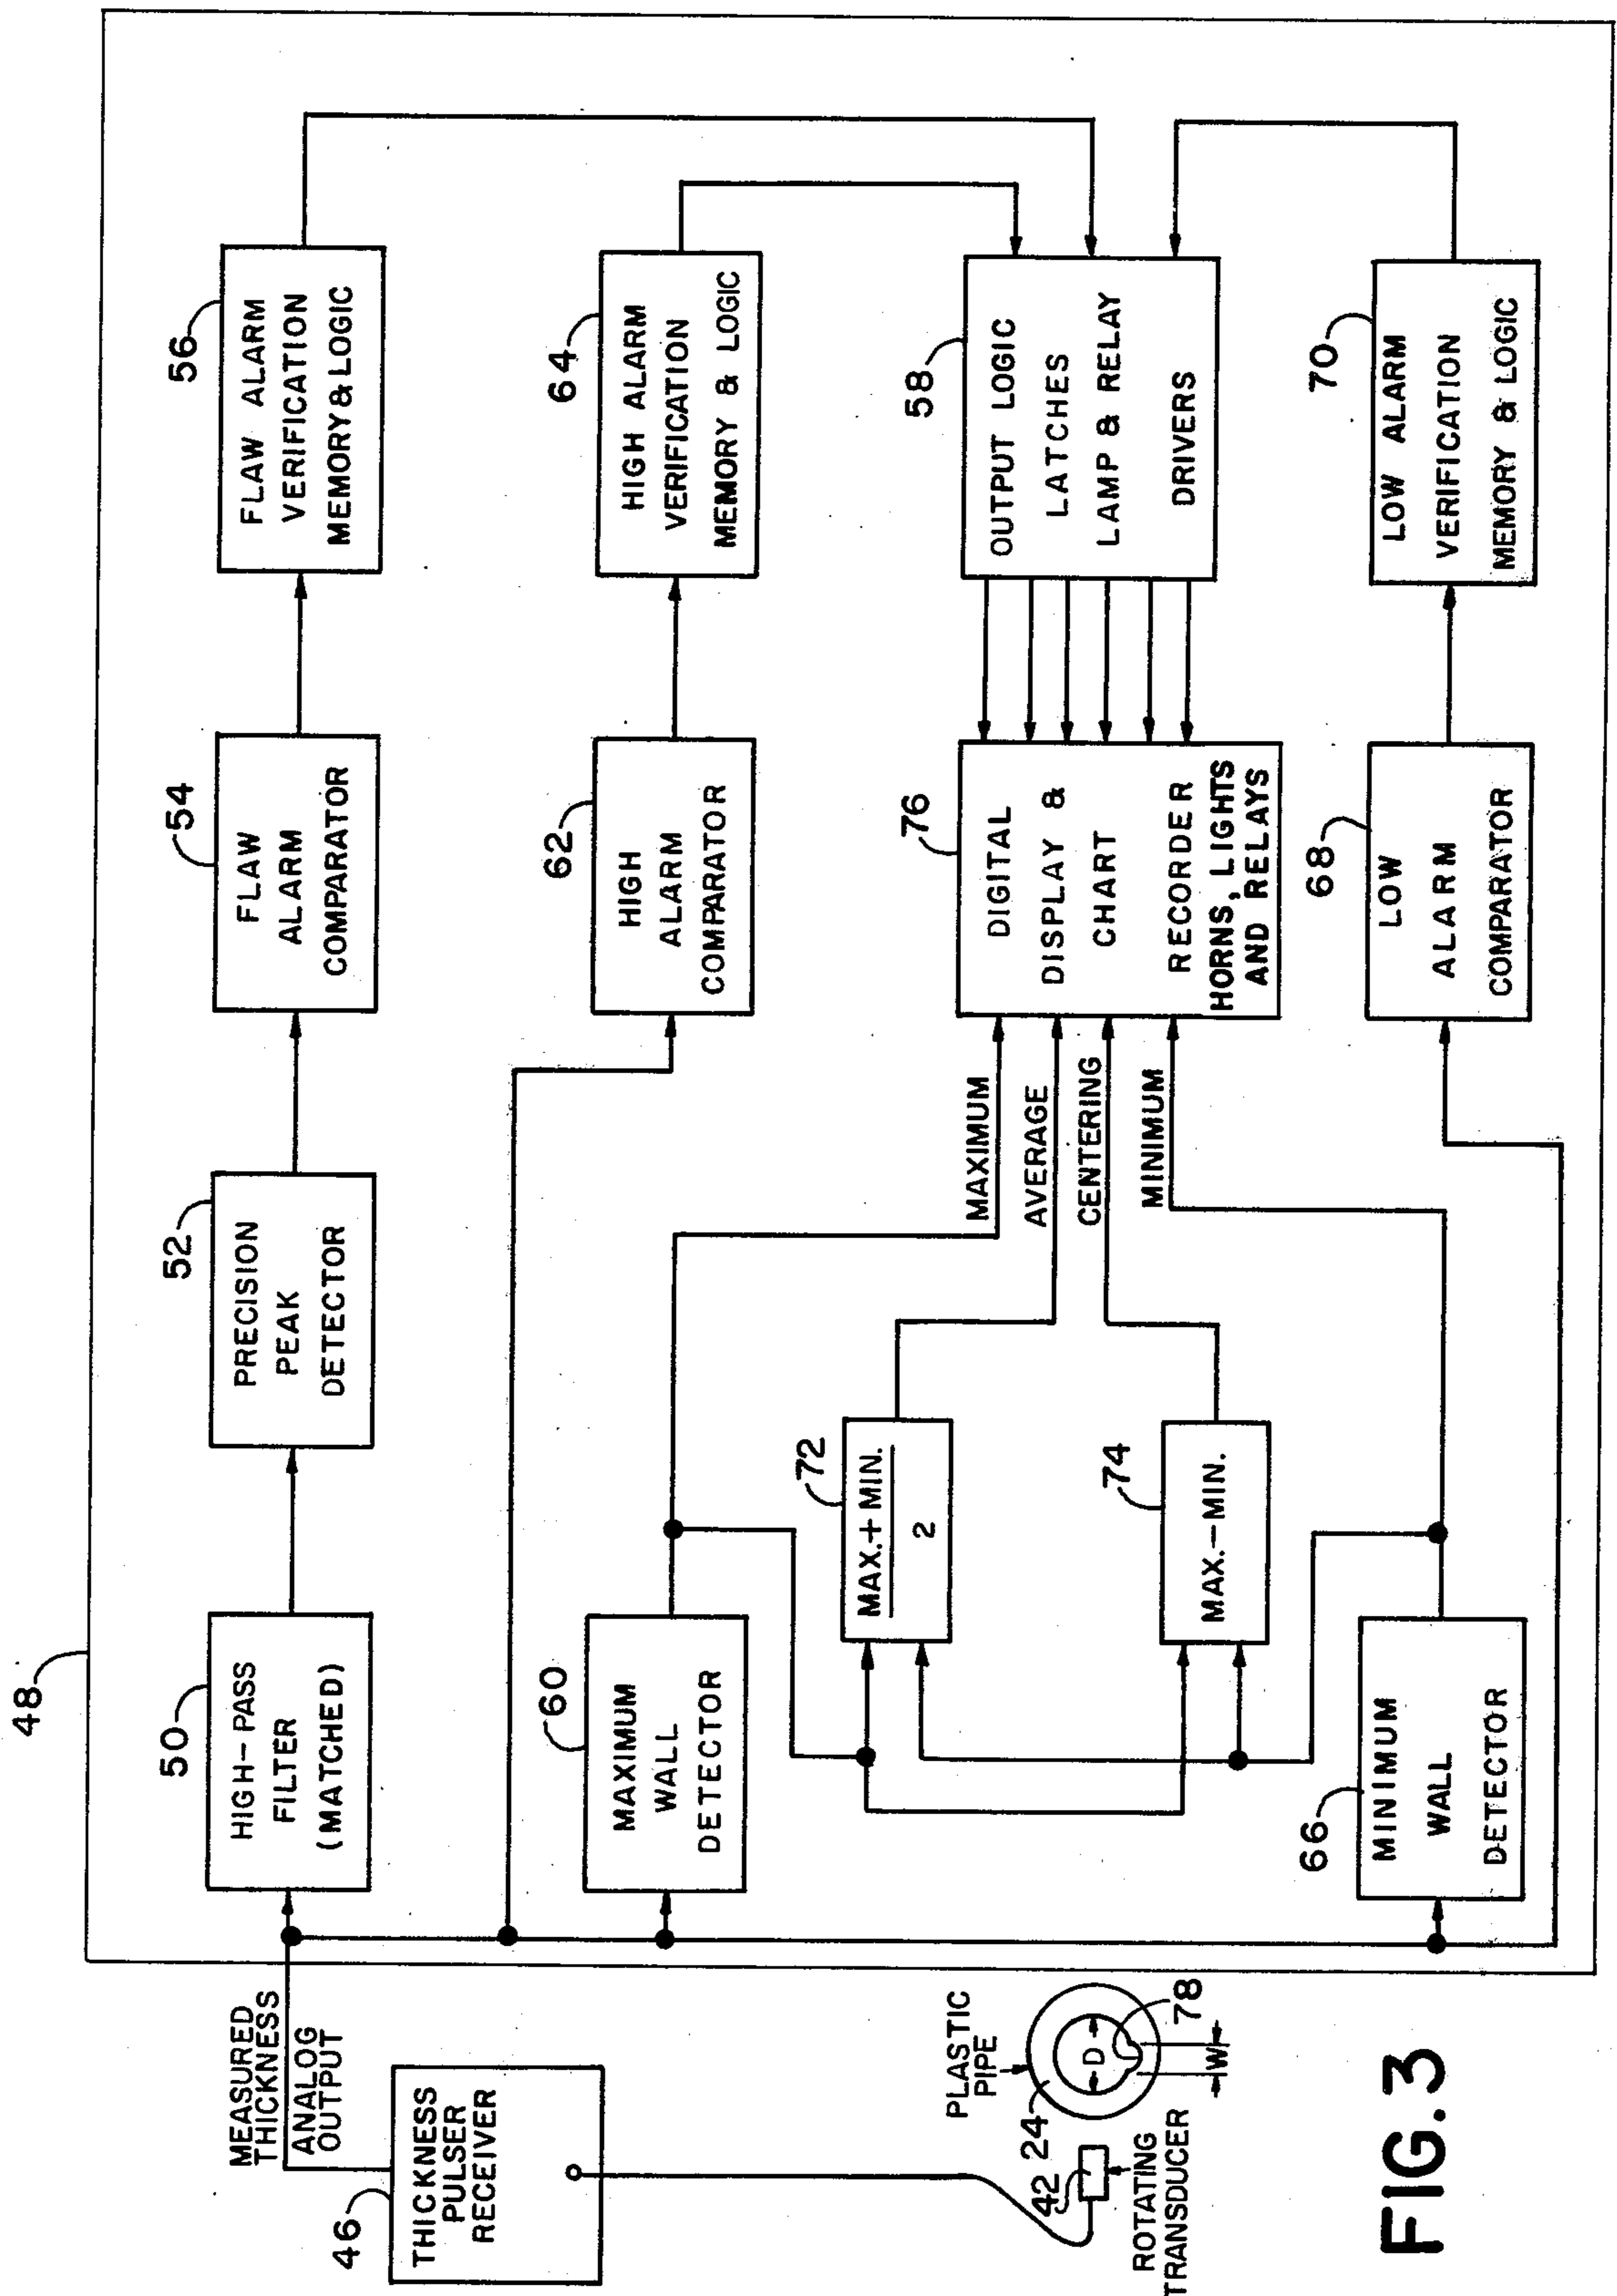 48
50
HIGH-PASS
FILTER
(MATCHED)
52
PRECISION
PEAK
DETECTOR
54
FLAW
ALARM
COMPARATOR
56
FLAW ALARM
VERIFICATION
MEMORY & LOGIC
MEASURED
THICKNESS
ANALOG
OUTPUT
46
THICKNESS
PULSER
RECEIVER
60
MAXIMUM
WALL
DETECTOR
62
HIGH
ALARM
COMPARATOR
64
HIGH ALARM
VERIFICATION
MEMORY & LOGIC
72
MAX.+ MIN.
2
74
MAX.-MIN.
MAXIMUM
AVERAGE
CENTERING
MINIMUM
76
DIGITAL
DISPLAY &
CHART
RECORDER
HORNS, LIGHTS
AND RELAYS
58
OUTPUT LOGIC
LATCHES
LAMP & RELAY
DRIVERS
66
MINIMUM
WALL
DETECTOR
68
LOW
ALARM
COMPARATOR
70
LOW ALARM
VERIFICATION
MEMORY & LOGIC
PLASTIC
PIPE
24
D
78
W
42
ROTATING
TRANSDUCER
FIG. 3